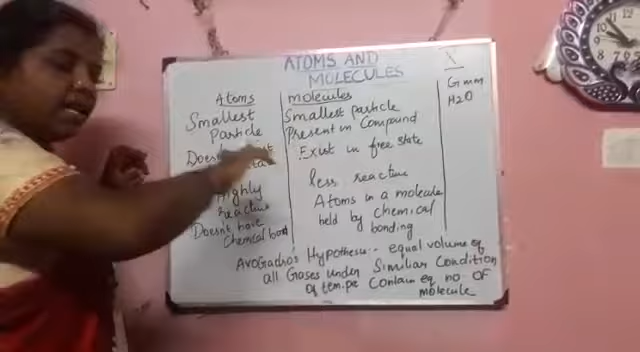 ATOMS AND
MOLECULES
X
Atoms
Smallest
Particle
Doesn't
Highly
reactive
Doesn't have
Chemical bond
molecules
Smallest particle
Present in Compound
Exist in free state
less reactive
Atoms in a molecule
held by chemical
bonding
H2O
AvoGadro's Hypothesis:- equal volume of
all Gases under Similiar Condition
of tem,pe Contain eq no OF
molecule